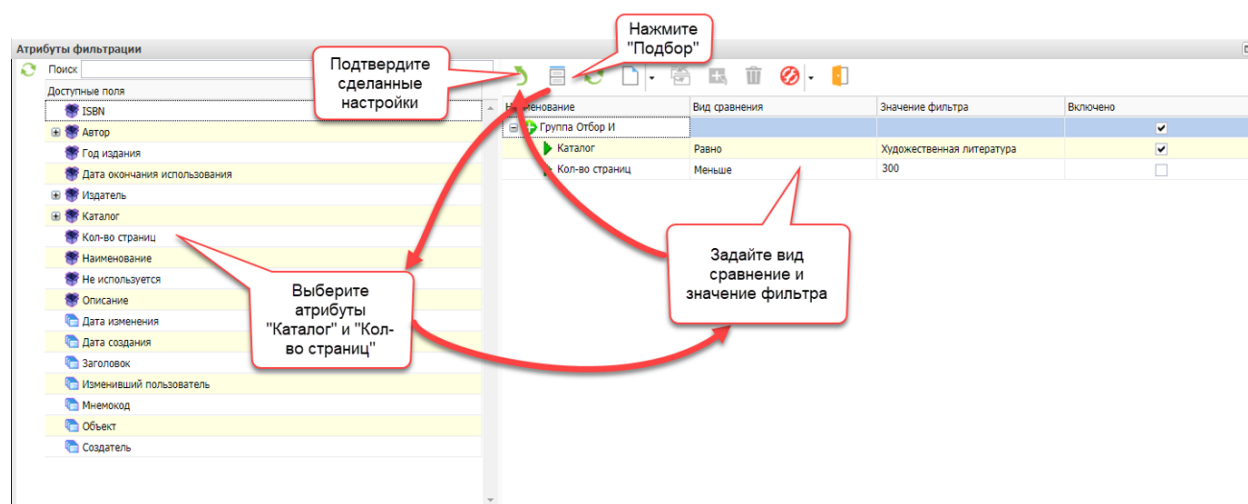 Нажмите
"Подбор"
Атрибуты фильтрации
Поиск
Подтвердите
сделанные
настройки
Доступные поля
ISBN
Автор
Год издания
Дата окончания использования
Издатель
Каталог
Кол-во страниц
Наименование
Не используется
Описание
Дата изменения
Дата создания
Заголовок
Изменивший пользователь
Мнемокод
Объект
Создатель
Выберите
атрибуты
"Каталог" и "Кол-
во страниц"
Вид сравнения Значение фильтра Включено
Группа Отбор И
Каталог Равно Художественная литература
Кол-во страниц Меньше 300
Задайте вид
сравнение и
значение фильтра